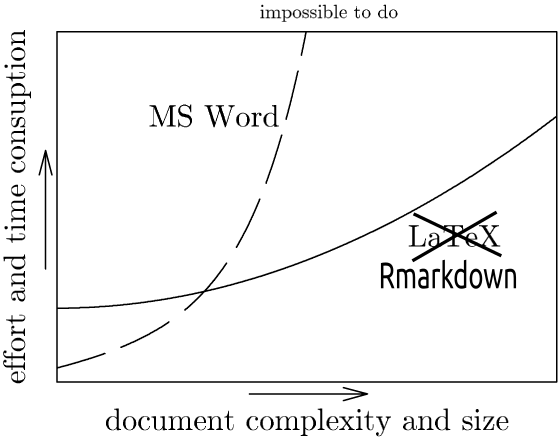 impossible to do
MS Word
LaTeX
Rmarkdown
effort and time consuption
document complexity and size